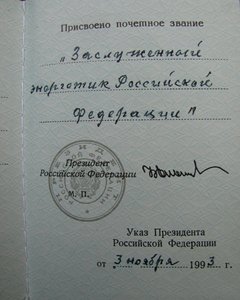 Присвоено почетное звание
„Заслуженный
энергетик Российской
Федерации"
Президент
Российской Федерации
М. П.
Указ Президента
Российской Федерации
от 3 ноября 1993 г.